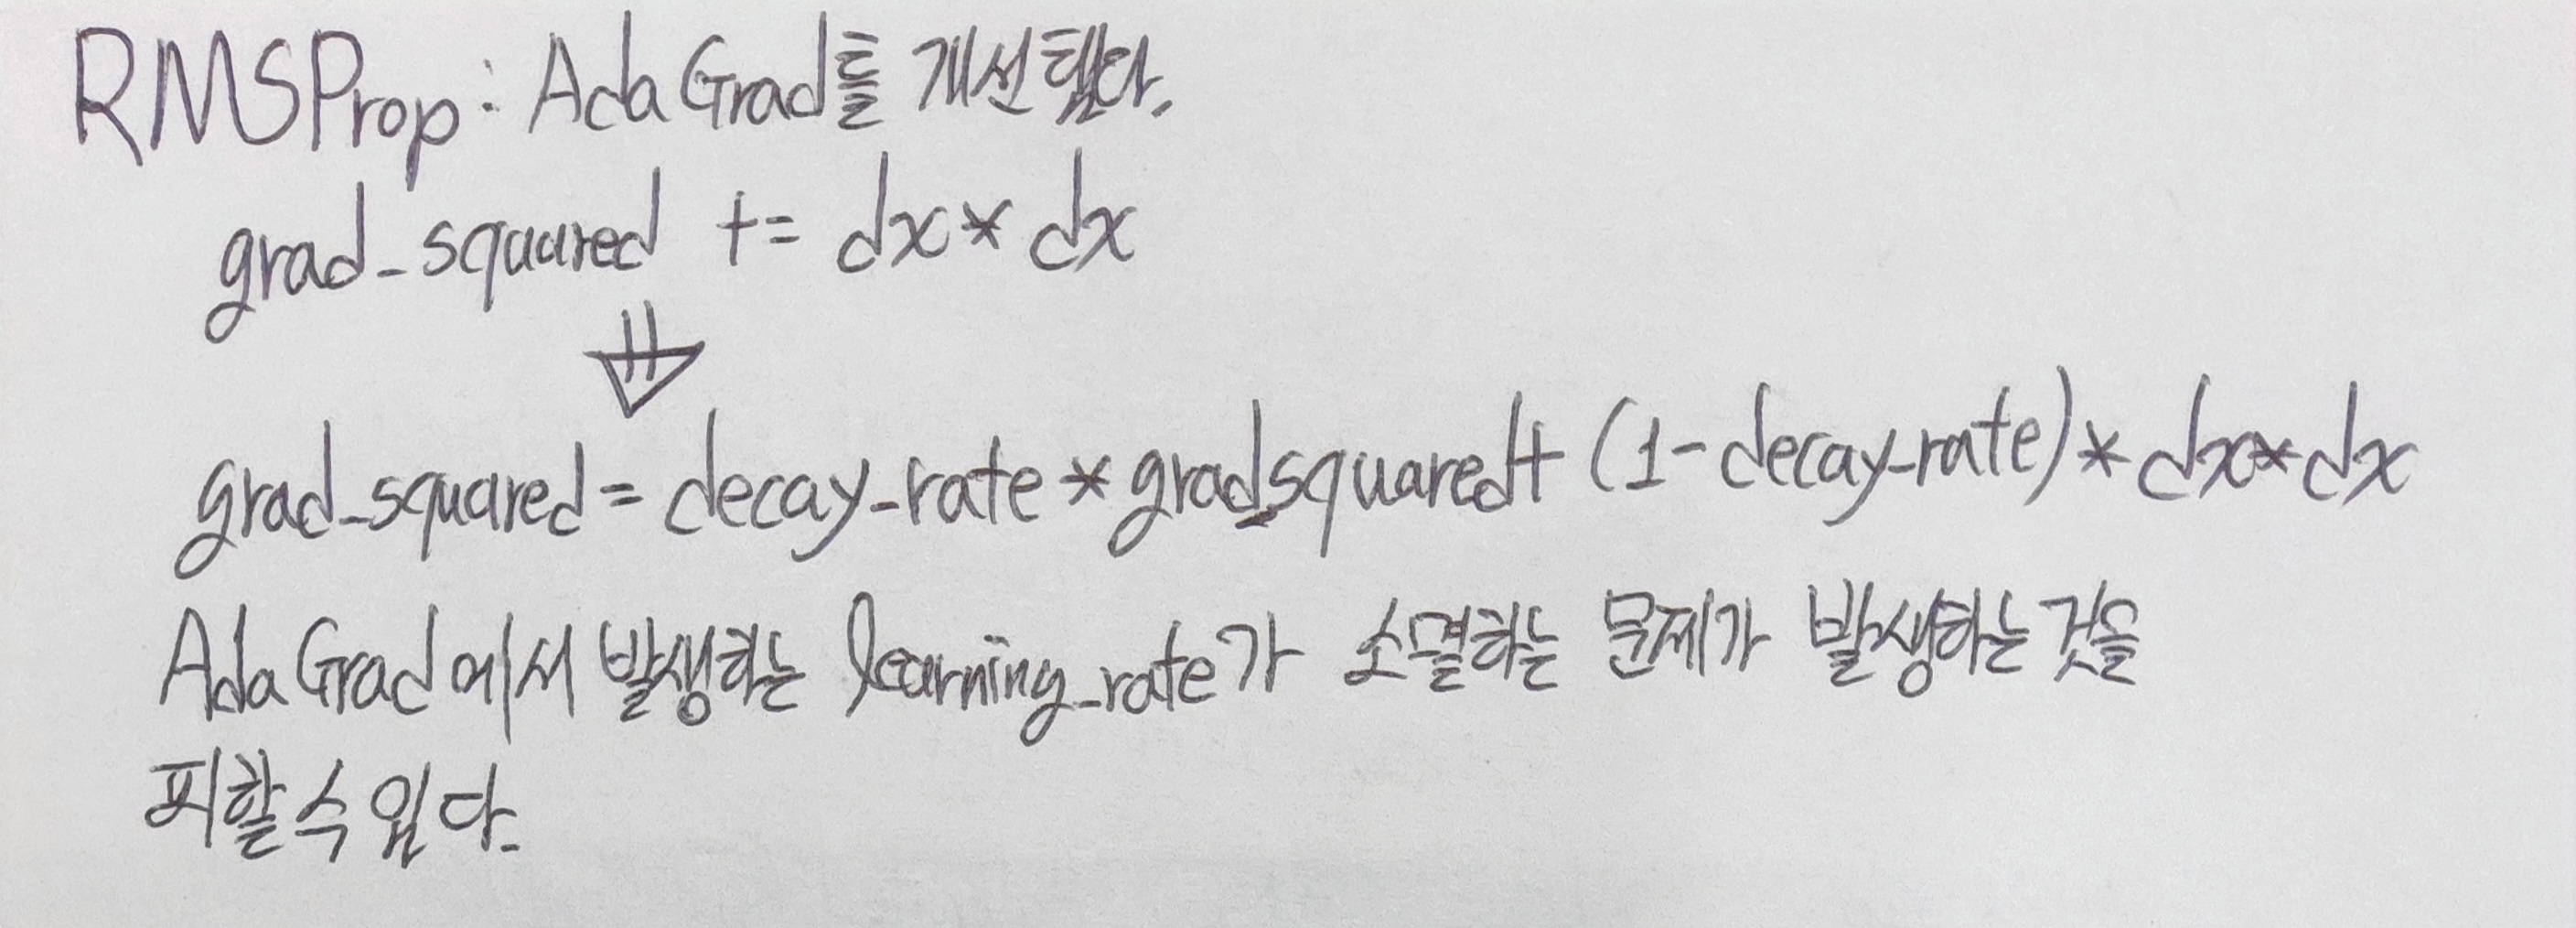 RMSProp: AdaGrad를 개선했다.
grad_squared += dx * dx
grad_squared = decay_rate * grad_squared + (1 - decay_rate) * dx * dx
AdaGrad에서 발생하는 learning_rate가 소멸하는 문제가 발생하는 것을
피할 수 있다.